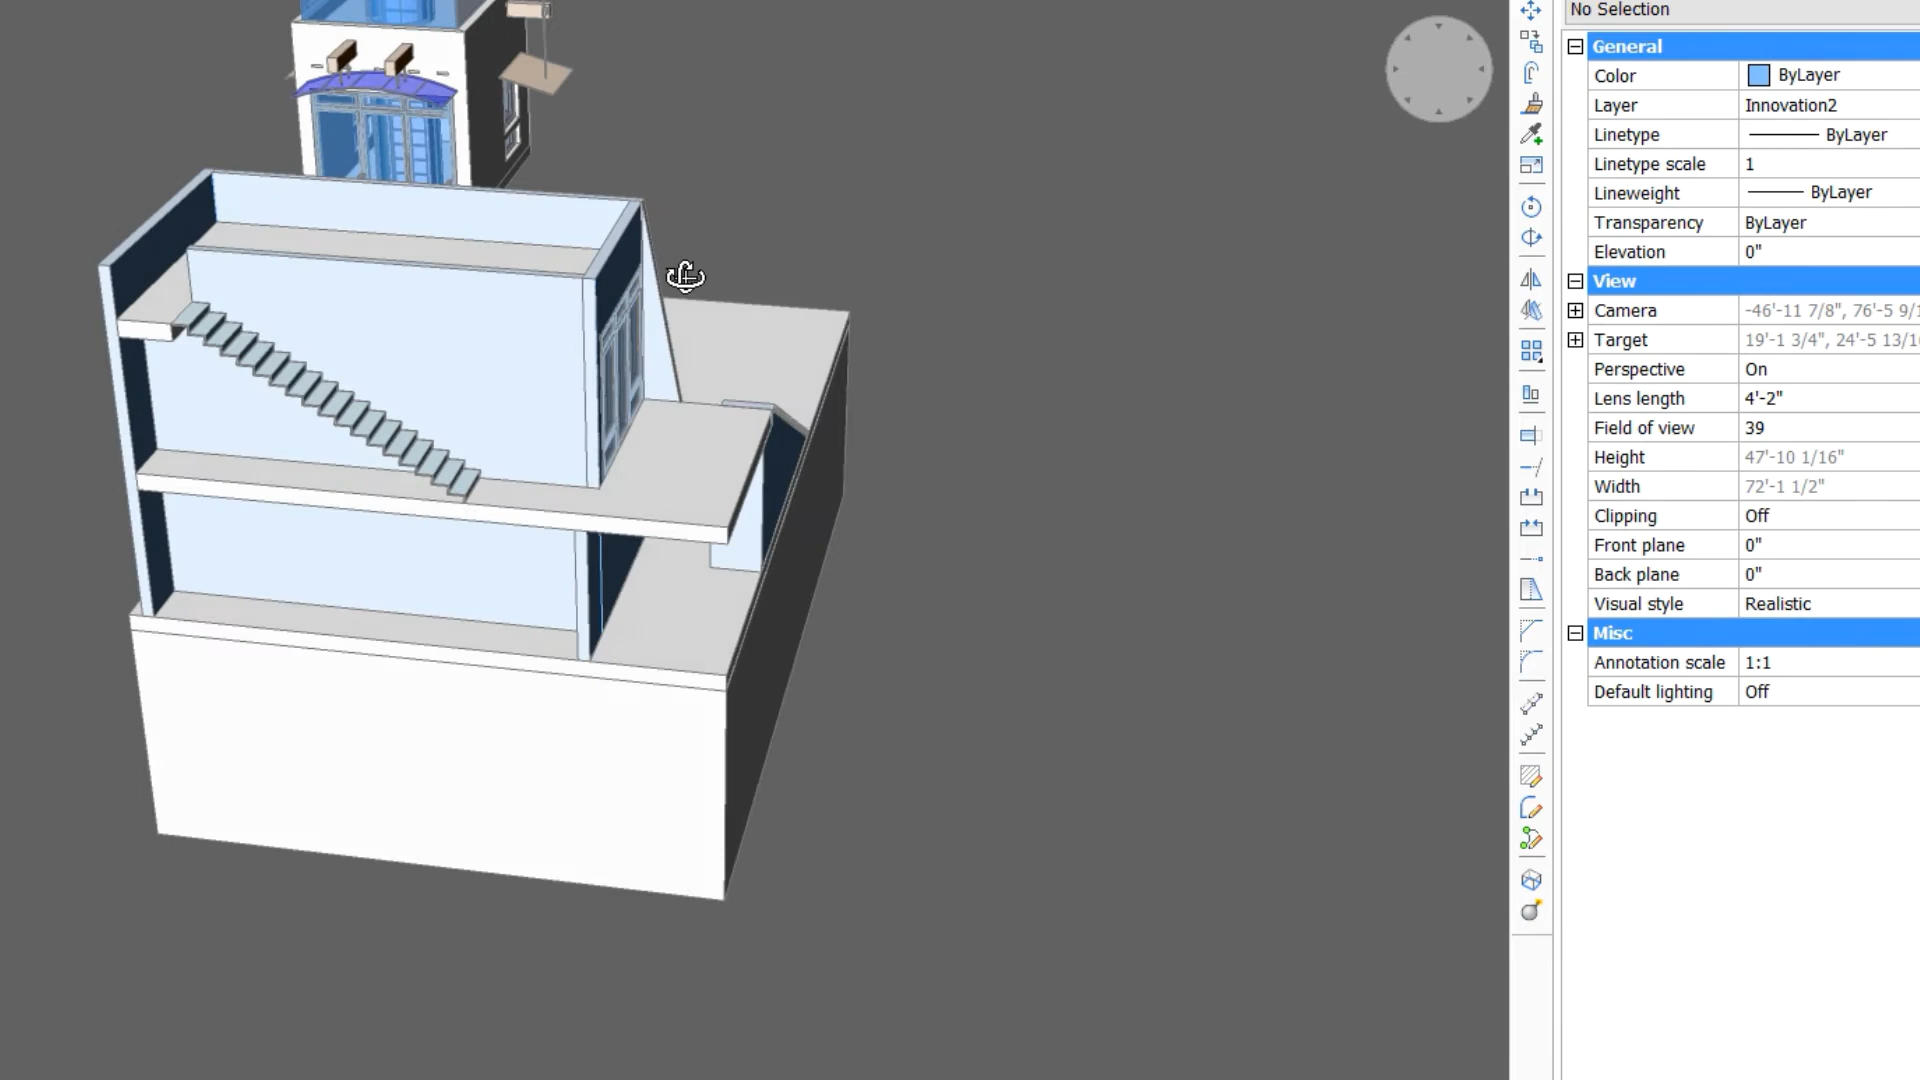 No Selection
General
Color ByLayer
Layer Innovation2
Linetype ByLayer
Linetype scale 1
Lineweight ByLayer
Transparency ByLayer
Elevation 0"
View
Camera -46'-11 7/8", 76'-5 9/1
Target 19'-1 3/4", 24'-5 13/1
Perspective On
Lens length 4'-2"
Field of view 39
Height 47'-10 1/16"
Width 72'-1 1/2"
Clipping Off
Front plane 0"
Back plane 0"
Visual style Realistic
Misc
Annotation scale 1:1
Default lighting Off